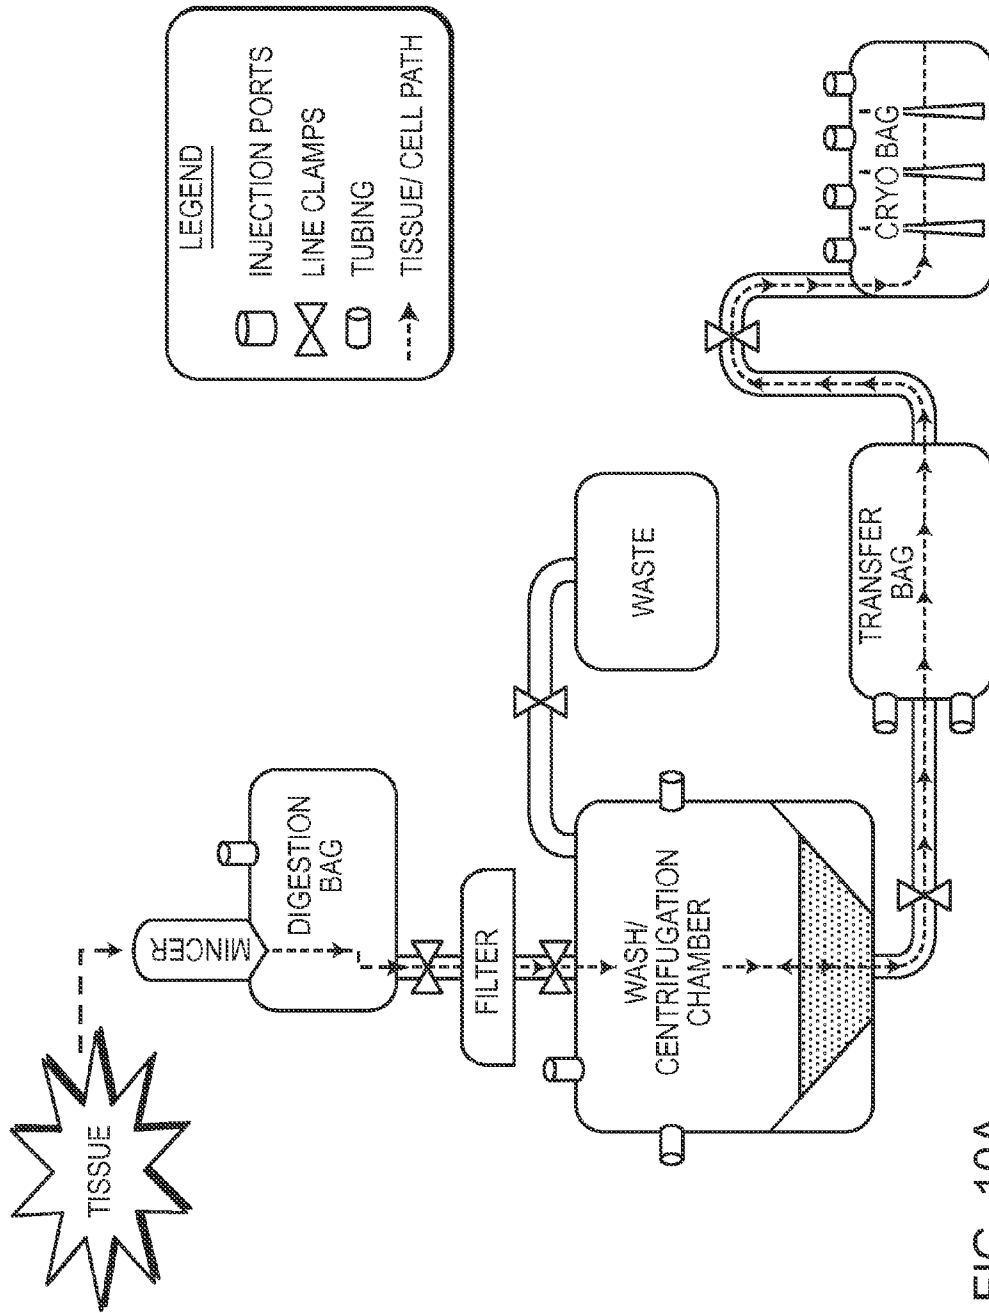 TISSUE
MINCER
DIGESTION
BAG
FILTER
WASH/
CENTRIFUGATION
CHAMBER
WASTE
TRANSFER
BAG
CRYO BAG
LEGEND
INJECTION PORTS
LINE CLAMPS
TUBING
TISSUE/ CELL PATH
FIG.